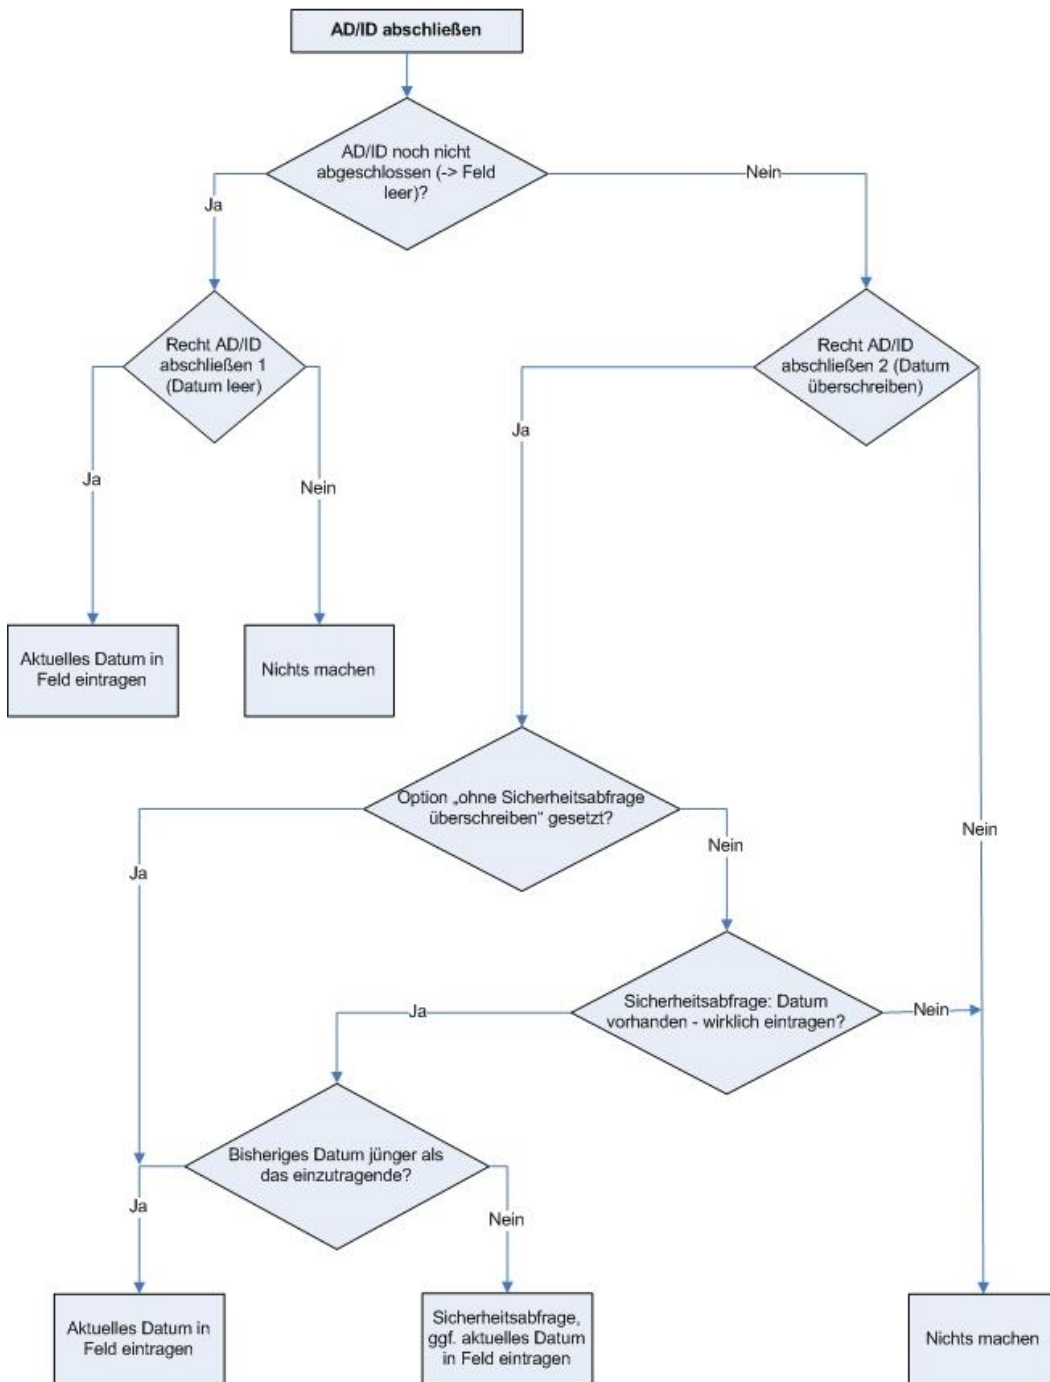 AD/ID abschließen
AD/ID noch nicht
abgeschlossen (-> Feld
leer)?
Ja
Nein
Recht AD/ID
abschließen 1
(Datum leer)
Recht AD/ID
abschließen 2 (Datum
überschreiben)
Ja
Nein
Ja
Nein
Aktuelles Datum in
Feld eintragen
Nichts machen
Option „ohne Sicherheitsabfrage
überschreiben“ gesetzt?
Ja
Nein
Sicherheitsabfrage: Datum
vorhanden - wirklich eintragen?
Ja
Nein
Bisheriges Datum jünger als
das einzutragende?
Ja
Nein
Aktuelles Datum in
Feld eintragen
Sicherheitsabfrage,
ggf. aktuelles Datum
in Feld eintragen
Nichts machen